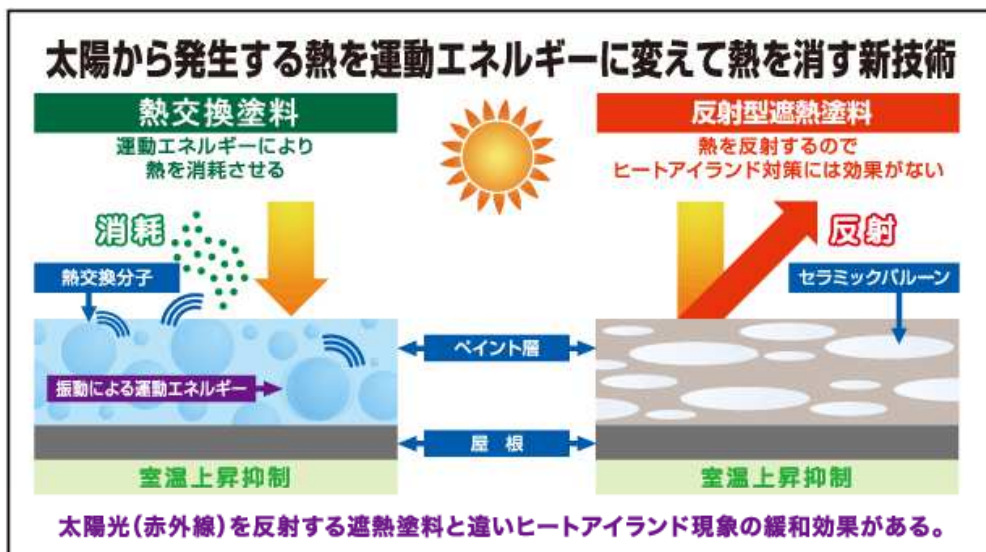 太陽から発生する熱を運動エネルギーに変えて熱を消す新技術
熱交換塗料
運動エネルギーにより
熱を消耗させる
消耗
熱交換分子
振動による運動エネルギー
室温上昇抑制
反射型遮熱塗料
熱を反射するので
ヒートアイランド対策には効果がない
反射
セラミックバルーン
ペイント層
屋 根
室温上昇抑制
太陽光(赤外線)を反射する遮熱塗料と違いヒートアイランド現象の緩和効果がある。